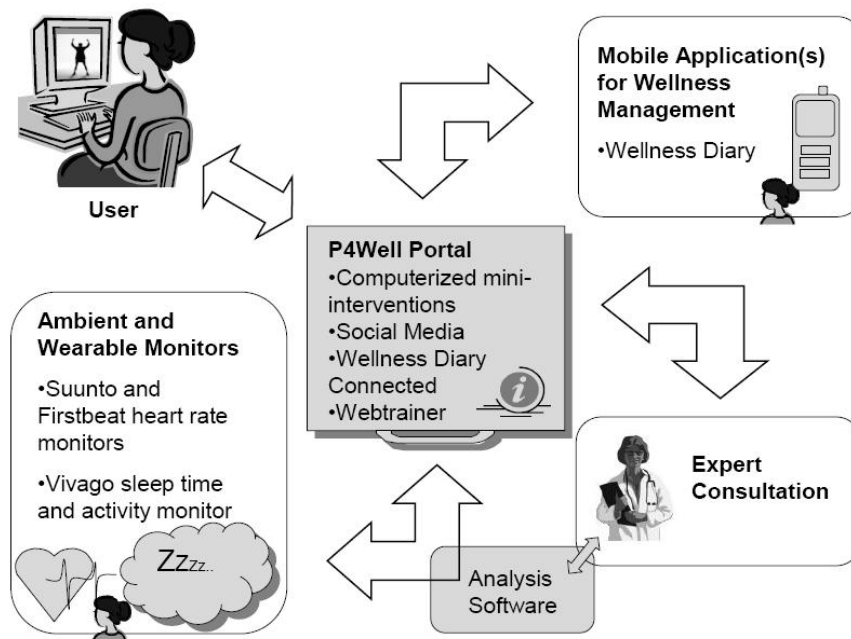 User
Mobile Application(s)
for Wellness
Management
•Wellness Diary
P4Well Portal
•Computerized mini-
interventions
•Social Media
•Wellness Diary
Connected
•Webtrainer
i
Ambient and
Wearable Monitors
•Suunto and
Firstbeat heart rate
monitors
•Vivago sleep time
and activity monitor
ZzZz..
Expert
Consultation
Analysis
Software